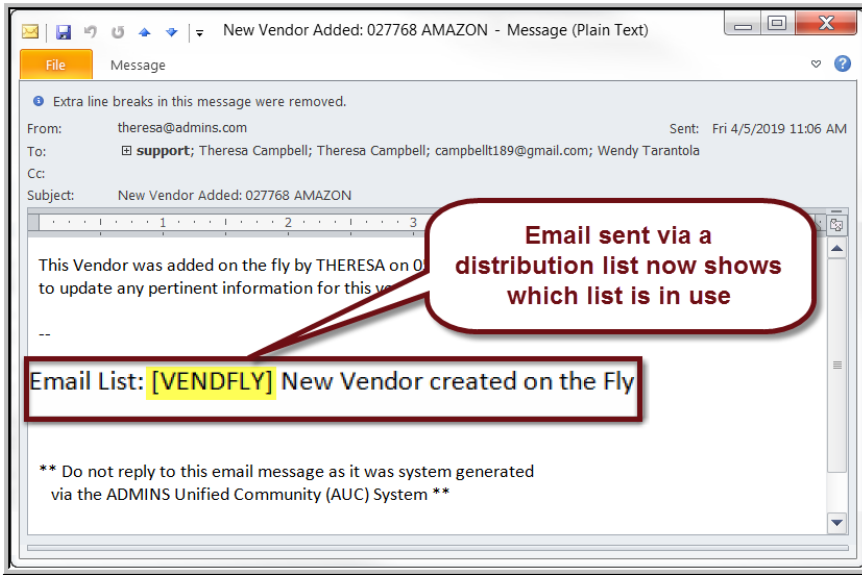 New Vendor Added: 027768 AMAZON - Message (Plain Text)
File Message
Extra line breaks in this message were removed.
From: theresa@admins.com Sent: Fri 4/5/2019 11:06 AM
To: support; Theresa Campbell; Theresa Campbell; campbellt189@gmail.com; Wendy Tarantola
Cc:
Subject: New Vendor Added: 027768 AMAZON
1 2 3
Email sent via a
distribution list now shows
which list is in use
This Vendor was added on the fly by THERESA on
to update any pertinent information for this
--
Email List: [VENDFLY] New Vendor created on the Fly
** Do not reply to this email message as it was system generated
via the ADMINS Unified Community (AUC) System **